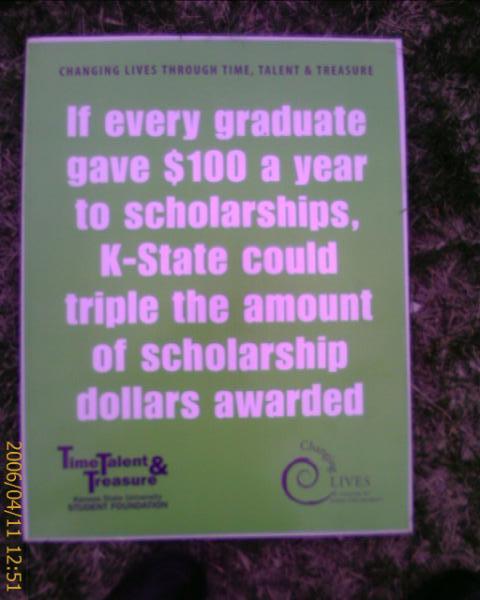 CHANGING LIVES THROUGH TIME, TALENT & TREASURE
If every graduate
gave $100 a year
to scholarships,
K-State could
triple the amount
of scholarship
dollars awarded
Time Talent &
Treasure
Kansas State University
STUDENT FOUNDATION
Changing
LIVES
2006/04/11 12:51